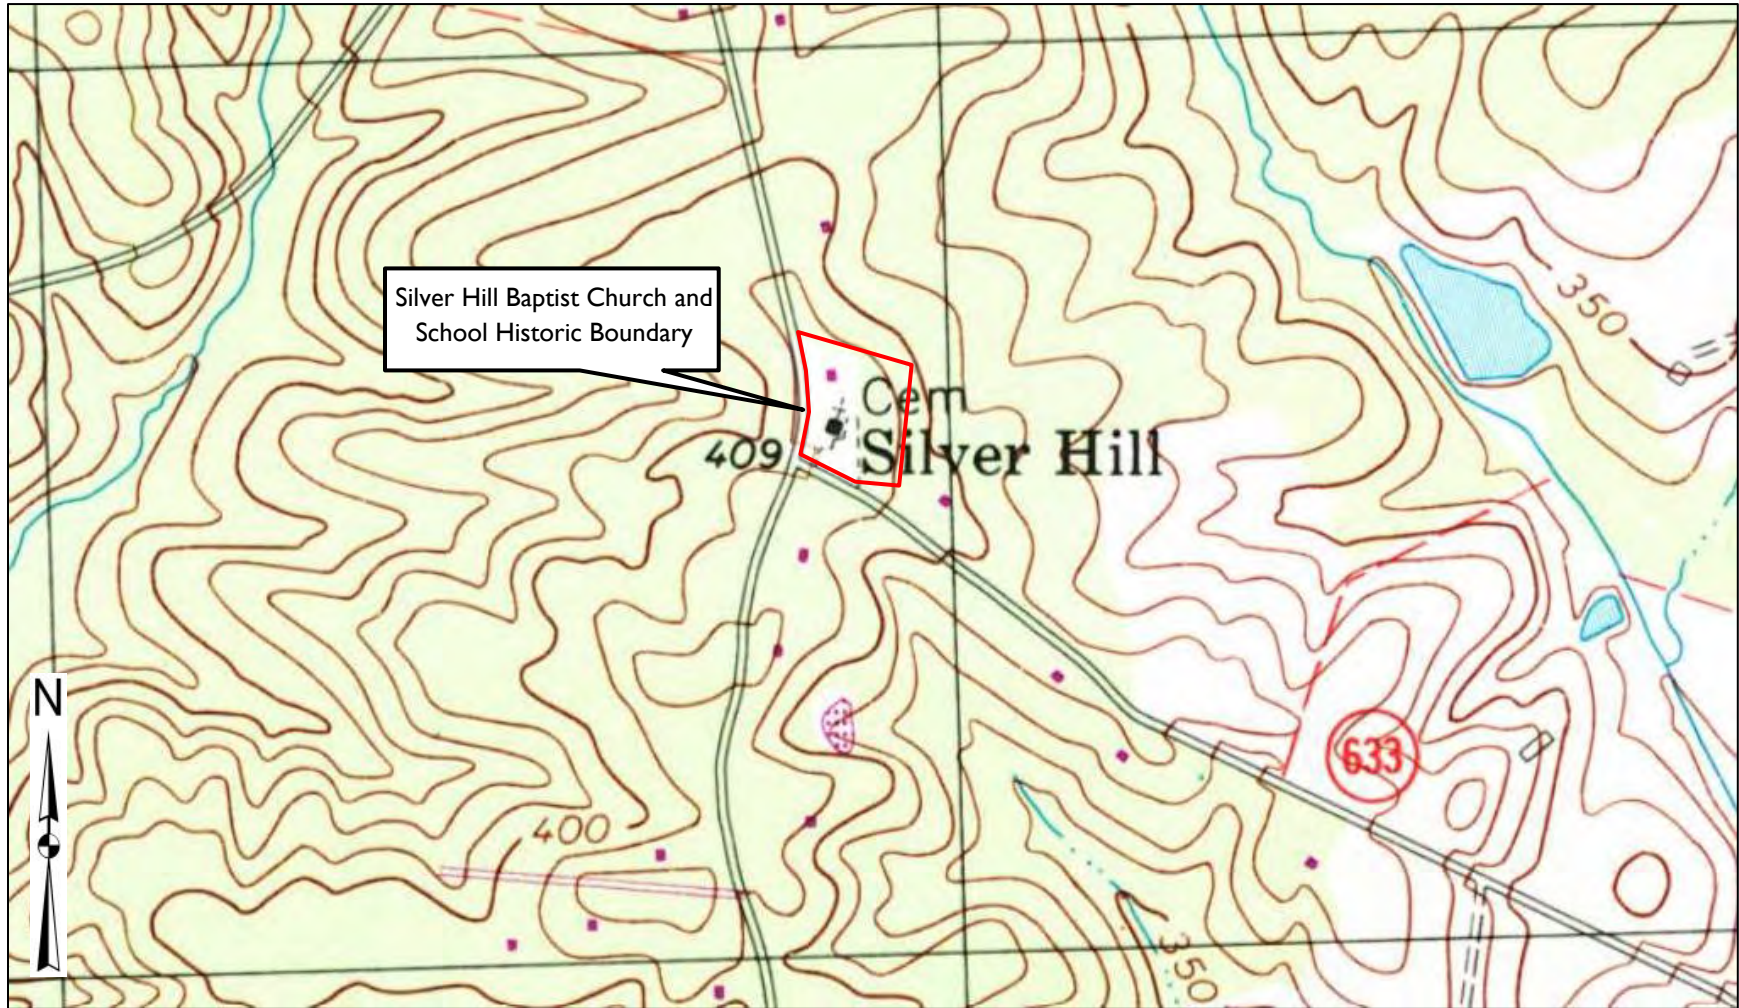 350
Silver Hill Baptist Church and
School Historic Boundary
Cem
409
Silver Hill
N
633
400
350